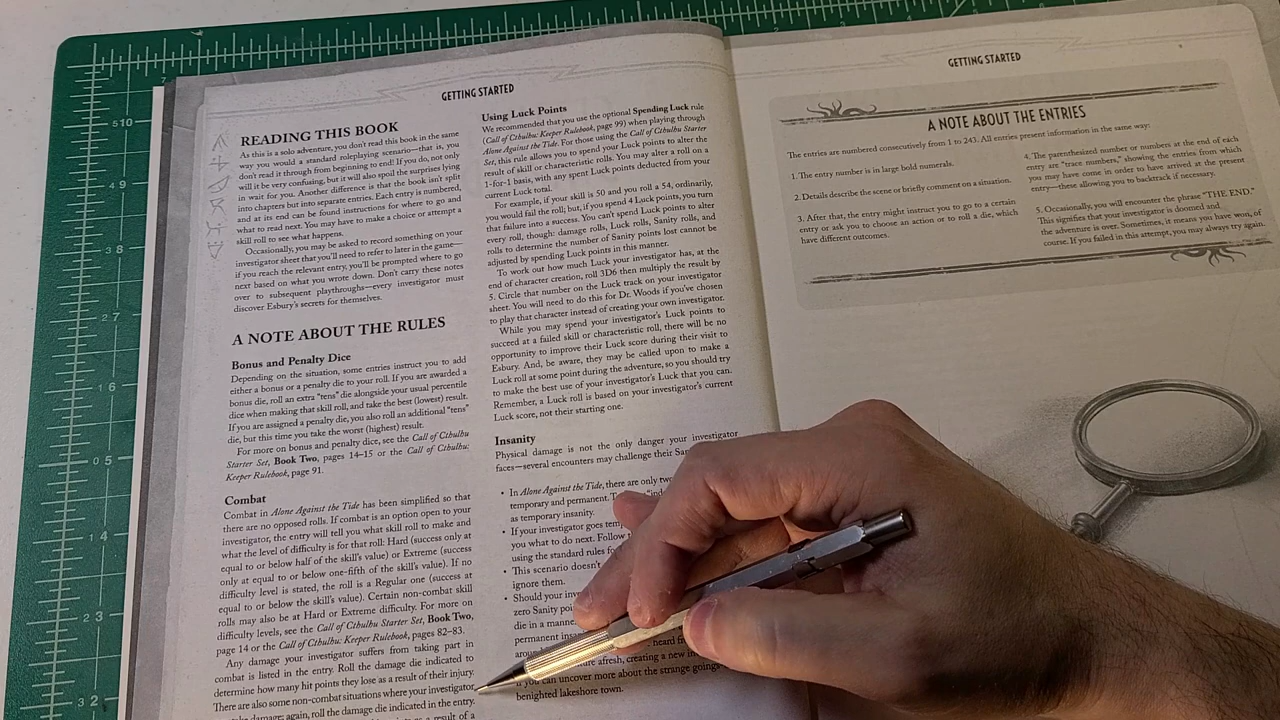 GETTING STARTED
READING THIS BOOK
As this is a solo adventure, you don't read this book in the same
way you would a standard roleplaying scenario—that is, you
don't read it through from beginning to end! If you do, not only
will it be very confusing, but it will also spoil the surprises lying
in wait for you. Another difference is that the book isn't split
into chapters but into separate entries. Each entry is numbered,
and at its end can be found instructions for where to go and
what to read next. You may have to make a choice or attempt a
skill roll to see what happens.
Occasionally, you may be asked to record something on your
investigator sheet that you'll need to refer to later in the game—
if you reach the relevant entry, you'll be prompted where to go
next based on what you wrote down. Don't carry these notes
over to subsequent playthroughs—every investigator must
discover Esbury's secrets for themselves.
A NOTE ABOUT THE RULES
Bonus and Penalty Dice
Depending on the situation, some entries instruct you to add
either a bonus or a penalty die to your roll. If you are awarded a
bonus die, roll an extra "tens" die alongside your usual percentile
dice when making that skill roll, and take the best (lowest) result.
If you are assigned a penalty die, you also roll an additional "tens"
die, but this time you take the worst (highest) result.
For more on bonus and penalty dice, see the Call of Cthulhu
Starter Set, Book Two, pages 14–15 or the Call of Cthulhu:
Keeper Rulebook, page 91.
Combat
Combat in Alone Against the Tide has been simplified so that
there are no opposed rolls. If combat is an option open to your
investigator, the entry will tell you what skill roll to make and
what the level of difficulty is for that roll: Hard (success only at
equal to or below half of the skill's value) or Extreme (success
only at equal to or below one-fifth of the skill's value). If no
difficulty level is stated, the roll is a Regular one (success at
equal to or below the skill's value). Certain non-combat skill
rolls may also be at Hard or Extreme difficulty. For more on
difficulty levels, see the Call of Cthulhu Starter Set, Book Two,
page 14 or the Call of Cthulhu: Keeper Rulebook, pages 82–83.
Any damage your investigator suffers from taking part in
combat is listed in the entry. Roll the damage die indicated to
determine how many hit points they lose as a result of their injury.
There are also some non-combat situations where your investigator
take damage; again, roll the damage die indicated in the entry.
as a result of a
Using Luck Points
We recommended that you use the optional Spending Luck rule
(Call of Cthulhu: Keeper Rulebook, page 99) when playing through
Alone Against the Tide. For those using the Call of Cthulhu Starter
Set, this rule allows you to spend your Luck points to alter the
result of skill or characteristic rolls. You may alter a roll on a
1-for-1 basis, with any spent Luck points deducted from your
current Luck total.
For example, if your skill is 50 and you roll a 54, ordinarily,
you would fail the roll; but, if you spend 4 Luck points, you turn
that failure into a success. You can't spend Luck points to alter
every roll, though: damage rolls, Luck rolls, Sanity rolls, and
rolls to determine the number of Sanity points lost cannot be
adjusted by spending Luck points in this manner.
To work out how much Luck your investigator has, at the
end of character creation, roll 3D6 then multiply the result by
5. Circle that number on the Luck track on your investigator
sheet. You will need to do this for Dr. Woods if you've chosen
to play that character instead of creating your own investigator.
While you may spend your investigator's Luck points to
succeed at a failed skill or characteristic roll, there will be no
opportunity to improve their Luck score during their visit to
Esbury. And, be aware, they may be called upon to make a
Luck roll at some point during the adventure, so you should try
to make the best use of your investigator's Luck that you can.
Remember, a Luck roll is based on your investigator's current
Luck score, not their starting one.
Insanity
Physical damage is not the only danger your investigator
faces—several encounters may challenge their
• In Alone Against the Tide, there are only
temporary and permanent.
as temporary insanity.
• If your investigator goes
you what to do next. Follow
using the standard rules
• This scenario doesn't
ignore them.
• Should your
zero Sanity
die in a
permanent
heard
afresh, creating a new
if you can uncover more about the strange
benighted lakeshore town.
GETTING STARTED
A NOTE ABOUT THE ENTRIES
The entries are numbered consecutively from 1 to 243. All entries present information in the same way:
1. The entry number is in large bold numerals.
2. Details describe the scene or briefly comment on a situation.
3. After that, the entry might instruct you to go to a certain
entry or ask you to choose an action or to roll a die, which
have different outcomes.
4. The parenthesized number or numbers at the end of each
entry are "trace numbers," showing the entries from which
you may have come in order to have arrived at the present
entry—these allowing you to backtrack if necessary.
5. Occasionally, you will encounter the phrase "THE END."
This signifies that your investigator is doomed and
the adventure is over. Sometimes, it means you have won, of
course. If you failed in this attempt, you may always try again.